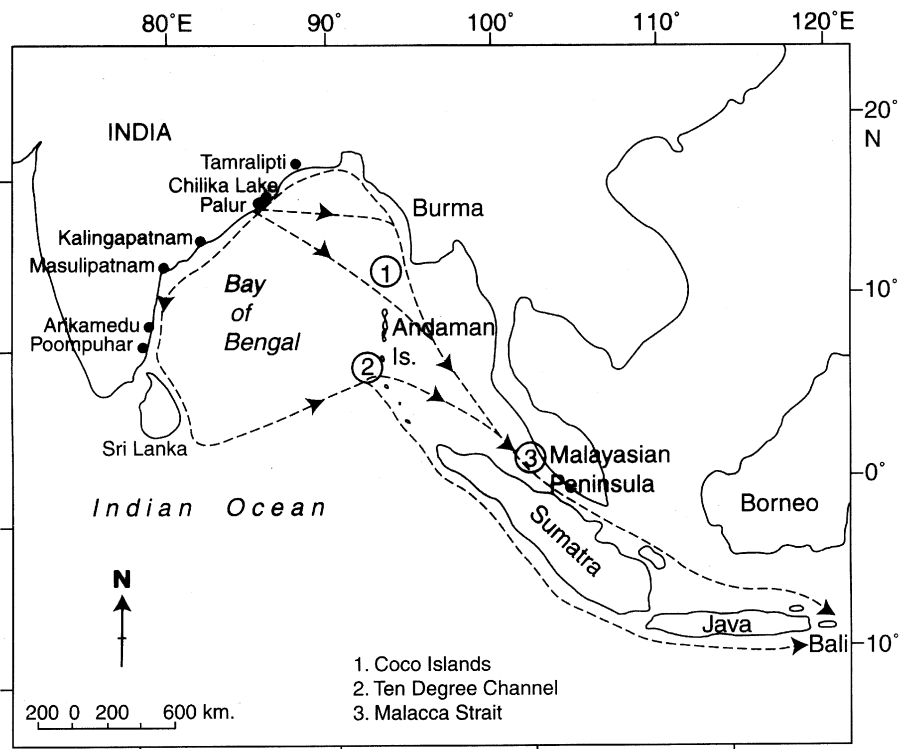 80°E 90° 100° 110° 120°E
20°
N
INDIA
Tamralipti
Chilika Lake
Palur
Burma
Kalingapatnam
Masulipatnam
10°
1
Bay
of
Bengal
Arikamedu
Andaman
Is.
Poompuhar
2
Sri Lanka
3
Malayasian
Peninsula
0°
Indian Ocean
Borneo
Sumatra
N
Java
Bali
10°
1. Coco Islands
2. Ten Degree Channel
3. Malacca Strait
200 0 200 600 km.